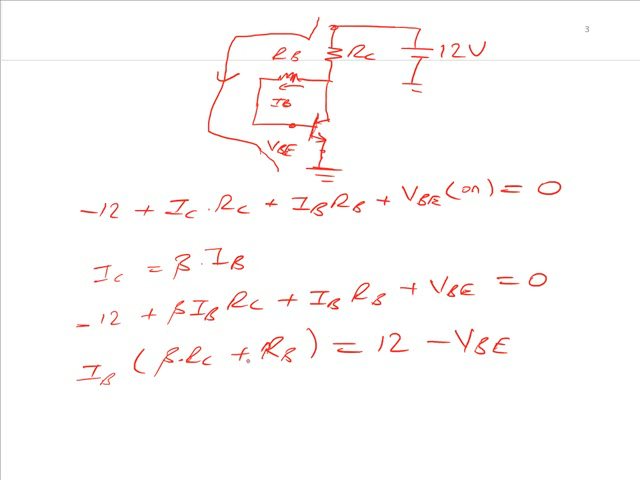 3
RB
RC
12V
IB
VBE
-12 + IC . RC + IB RB + VBE (on) = 0
IC = β . IB
-12 + β IB RC + IB RB + VBE = 0
IB ( β . RC + . RB ) = 12 - VBE